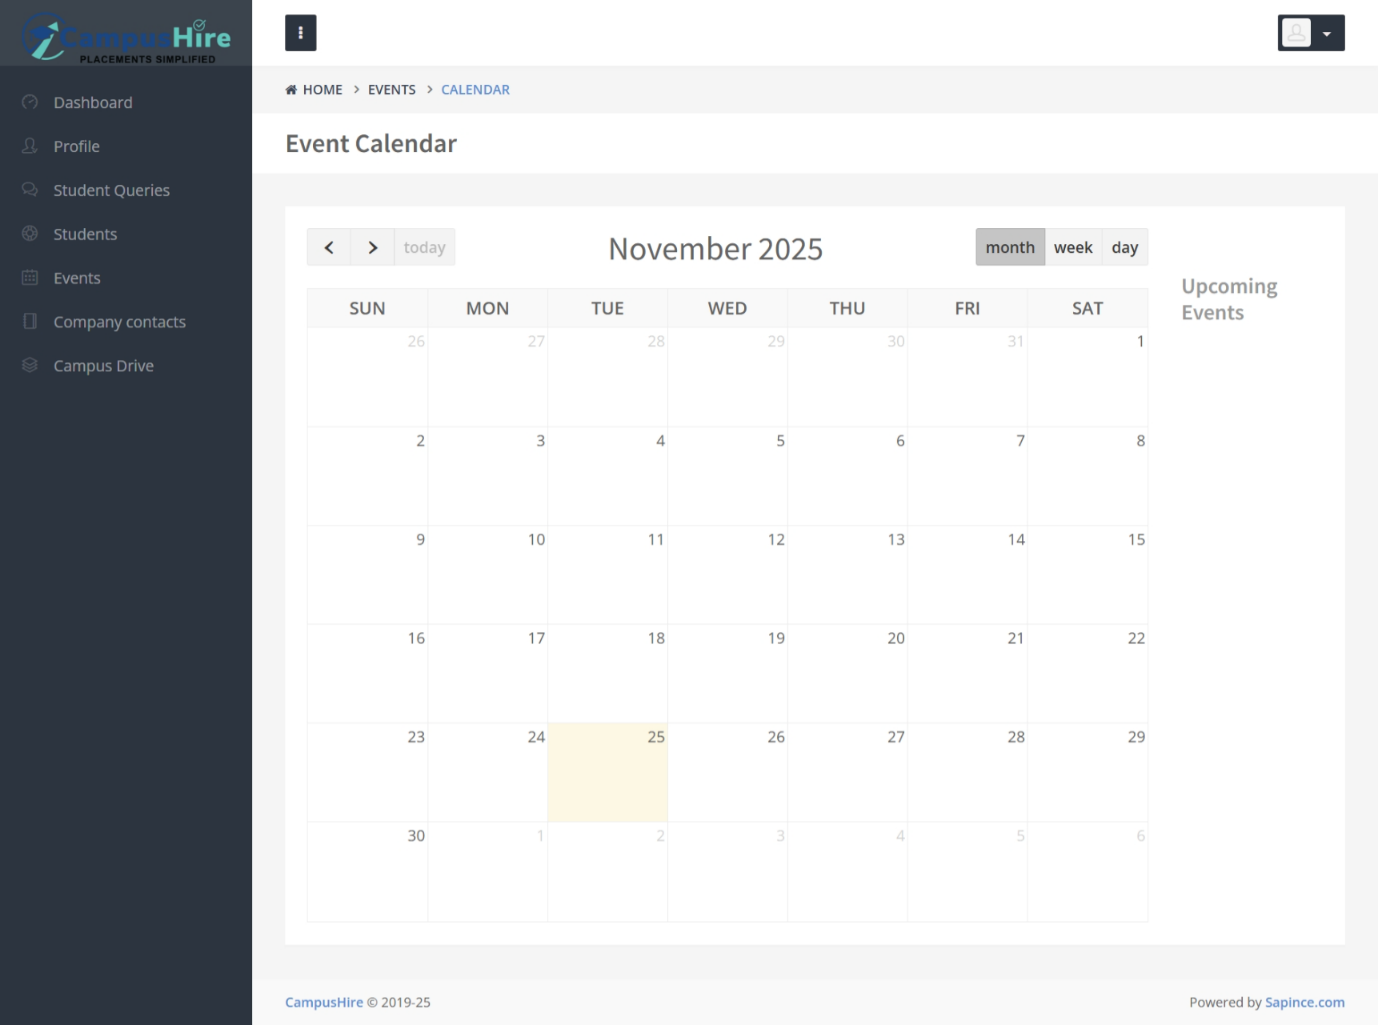 CampusHire
PLACEMENTS SIMPLIFIED
Dashboard
Profile
Student Queries
Students
Events
Company contacts
Campus Drive
HOME > EVENTS > CALENDAR
Event Calendar
today
November 2025
month week day
SUN MON TUE WED THU FRI SAT
26 27 28 29 30 31 1
2 3 4 5 6 7 8
9 10 11 12 13 14 15
16 17 18 19 20 21 22
23 24 25 26 27 28 29
30 1 2 3 4 5 6
Upcoming
Events
CampusHire © 2019-25
Powered by Sapince.com